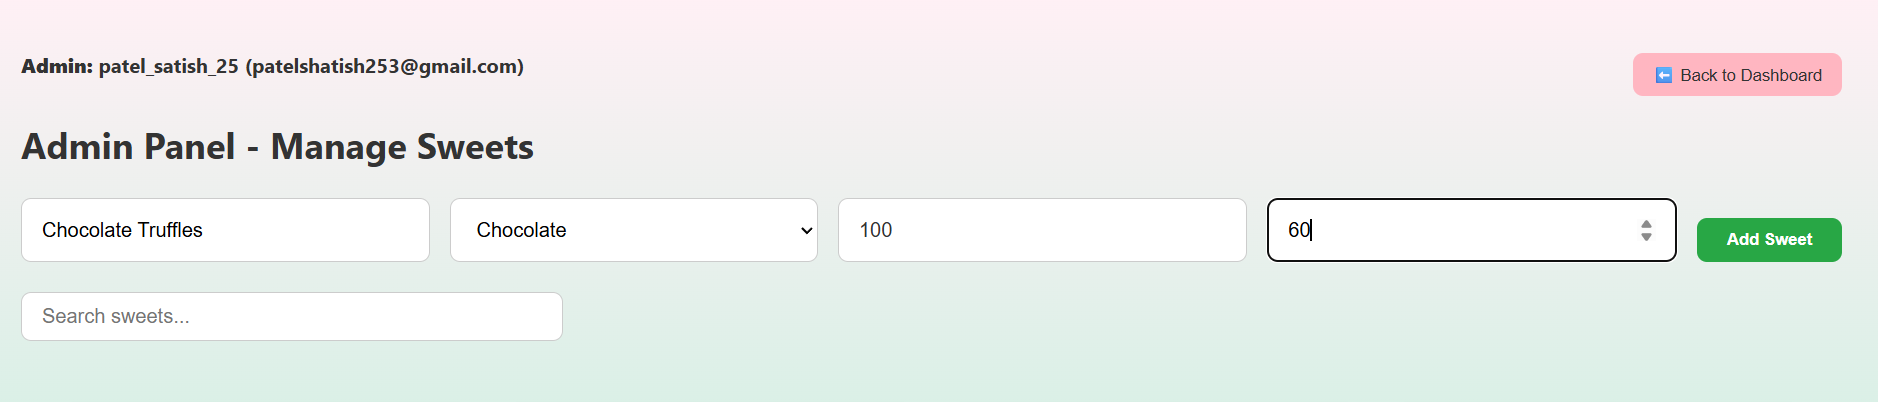 Admin: patel_satish_25 (patelshatish253@gmail.com)
Back to Dashboard
Admin Panel - Manage Sweets
Chocolate Truffles
Chocolate
100
60
Add Sweet
Search sweets...